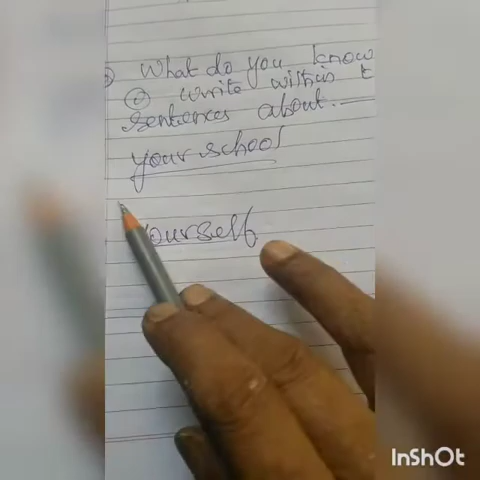 What do you know
@ write within t
sentences about. —
your school
yourself
InShOt